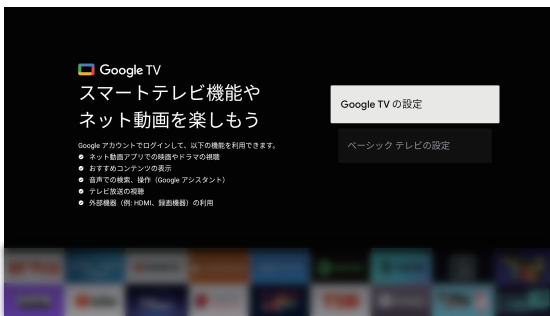 Google TV
スマートテレビ機能や
ネット動画を楽しもう
Google アカウントでログインして、以下の機能を利用できます。
ネット動画アプリでの映画やドラマの視聴
おすすめコンテンツの表示
音声での検索、操作（Google アシスタント）
テレビ放送の視聴
外部機器（例: HDMI、録画機器）の利用
Google TV の設定
ベーシック テレビの設定